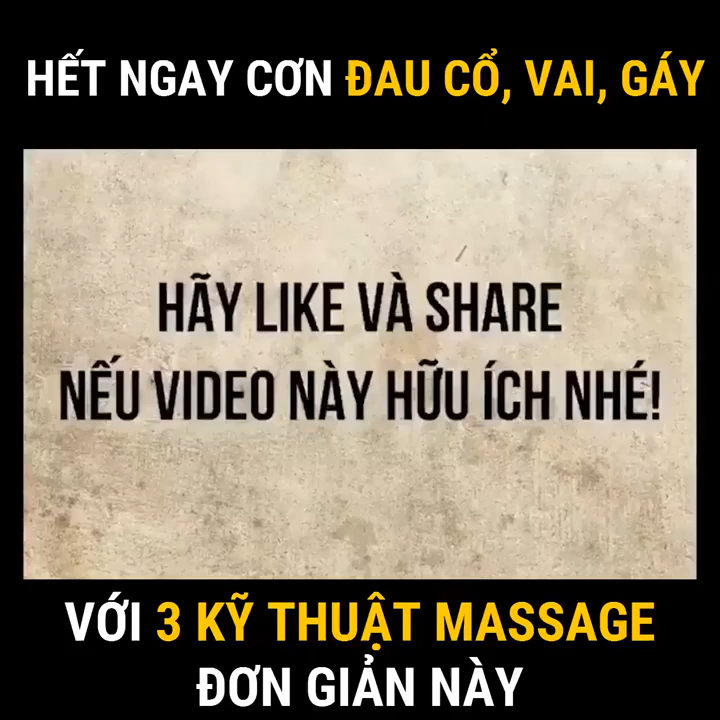 HẾT NGAY CƠN ĐAU CỔ, VAI, GÁY
HÃY LIKE VÀ SHARE
NẾU VIDEO NÀY HỮU ÍCH NHÉ!
VỚI 3 KỸ THUẬT MASSAGE
ĐƠN GIẢN NÀY